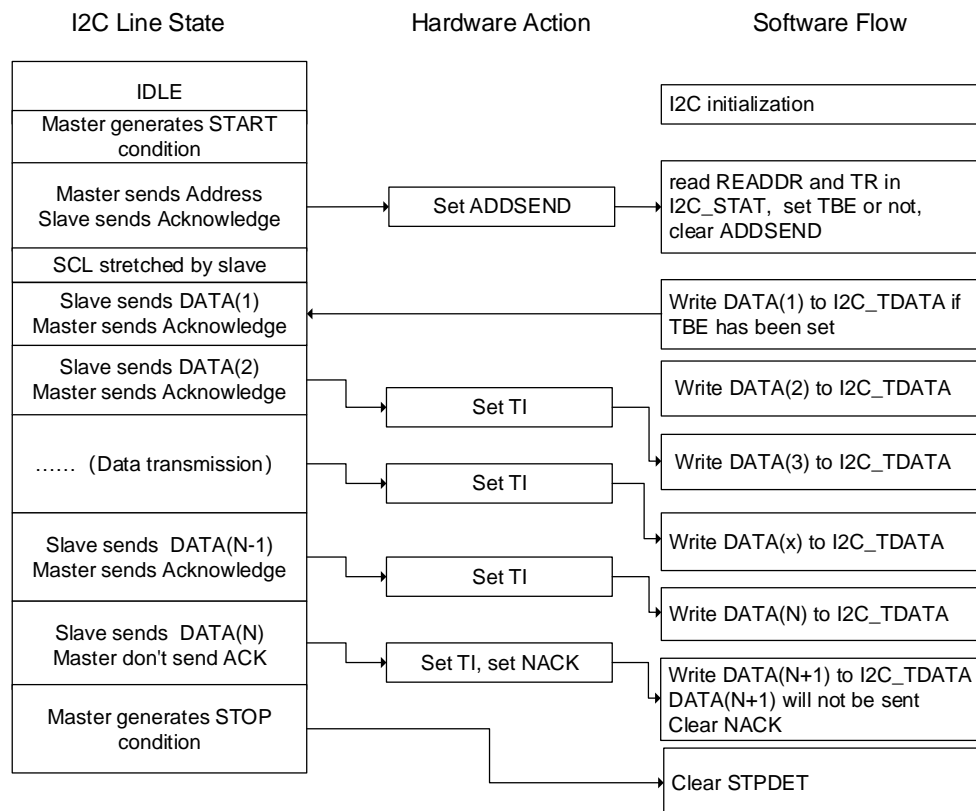 I2C Line State
Hardware Action
Software Flow
IDLE
I2C initialization
Master generates START
condition
Master sends Address
Slave sends Acknowledge
Set ADDSEND
read READDR and TR in
I2C_STAT, set TBE or not,
clear ADDSEND
SCL stretched by slave
Slave sends DATA(1)
Master sends Acknowledge
Write DATA(1) to I2C_TDATA if
TBE has been set
Slave sends DATA(2)
Master sends Acknowledge
Set TI
Write DATA(2) to I2C_TDATA
Write DATA(3) to I2C_TDATA
…… (Data transmission)
Set TI
Write DATA(x) to I2C_TDATA
Slave sends DATA(N-1)
Master sends Acknowledge
Set TI
Write DATA(N) to I2C_TDATA
Slave sends DATA(N)
Master don't send ACK
Set TI, set NACK
Write DATA(N+1) to I2C_TDATA
DATA(N+1) will not be sent
Clear NACK
Master generates STOP
condition
Clear STPDET